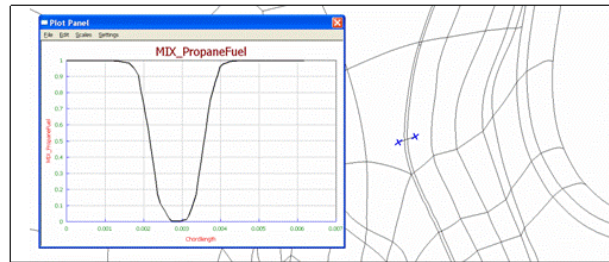 Plot Panel
File Edit Scales Settings
MIX_PropaneFuel
1
0.9
0.8
0.7
0.6
0.5
0.4
0.3
0.2
0.1
0
MIX_PropaneFuel
0 0.001 0.002 0.003 0.004 0.005 0.006 0.007
Chordlength